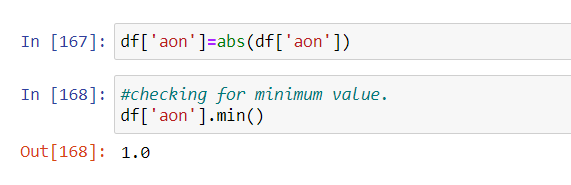 In [167]: df['aon']=abs(df['aon'])
In [168]: #checking for minimum value.
df['aon'].min()
Out[168]: 1.0